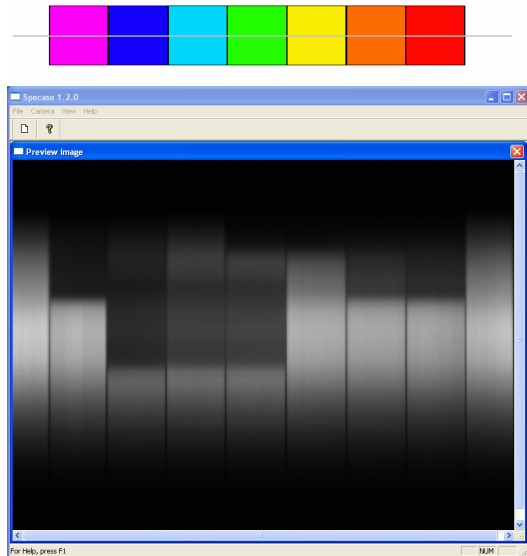 Specaso 1.2.0
File Camera View Help
Preview image
For Help, press F1
NUM